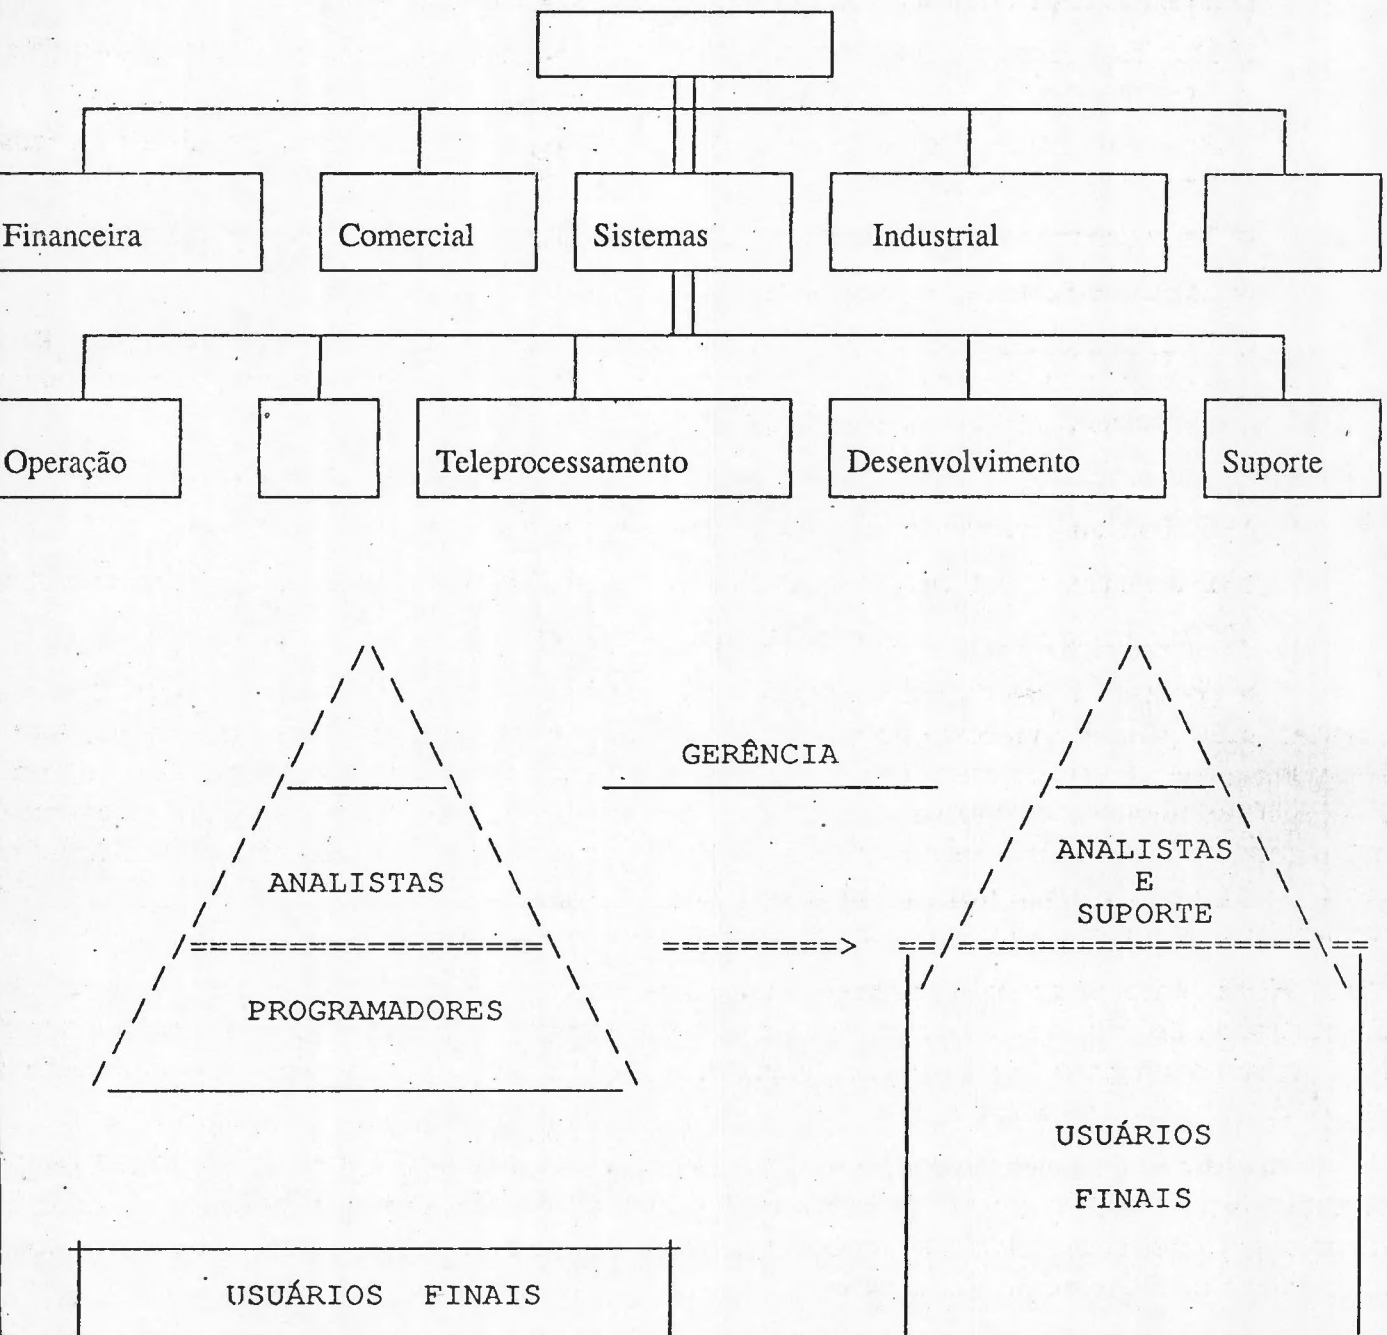 Financeira
Comercial
Sistemas
Industrial
Operação
Teleprocessamento
Desenvolvimento
Suporte
GERÊNCIA
ANALISTAS
PROGRAMADORES
USUÁRIOS FINAIS
ANALISTAS
E
SUPORTE
USUÁRIOS
FINAIS